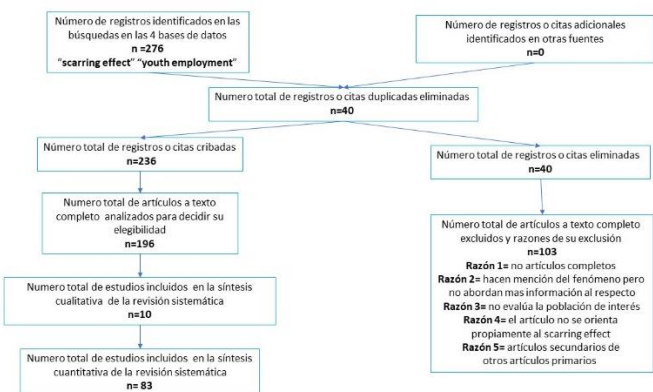 Número de registros identificados en las
búsquedas en las 4 bases de datos
n =276
“scarring effect” “youth employment”
Número de registros o citas adicionales
identificados en otras fuentes
n=0
Numero total de registros o citas duplicadas eliminadas
n=40
Número total de registros o citas cribadas
n=236
Número total de registros o citas eliminadas
n=40
Numero total de artículos a texto
completo analizados para decidir su
elegibilidad
n=196
Número total de artículos a texto completo
excluidos y razones de su exclusión
n=103
Razón 1= no artículos completos
Razón 2= hacen mención del fenómeno pero
no abordan mas información al respecto
Razón 3= no evalúa la población de interés
Razón 4= el artículo no se orienta
propiamente al scarring effect
Razón 5= artículos secundarios de
otros artículos primarios
Numero total de estudios incluidos en la síntesis
cualitativa de la revisión sistemática
n=10
Numero total de estudios incluidos en la síntesis
cuantitativa de la revisión sistemática
n= 83